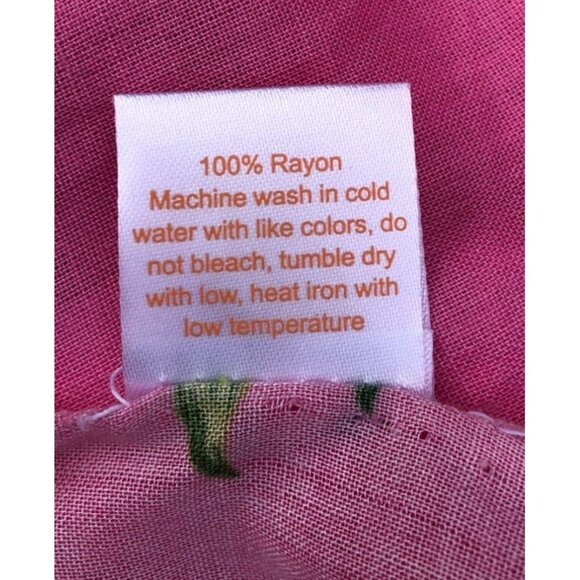 100% Rayon
Machine wash in cold
water with like colors, do
not bleach, tumble dry
with low, heat iron with
low temperature